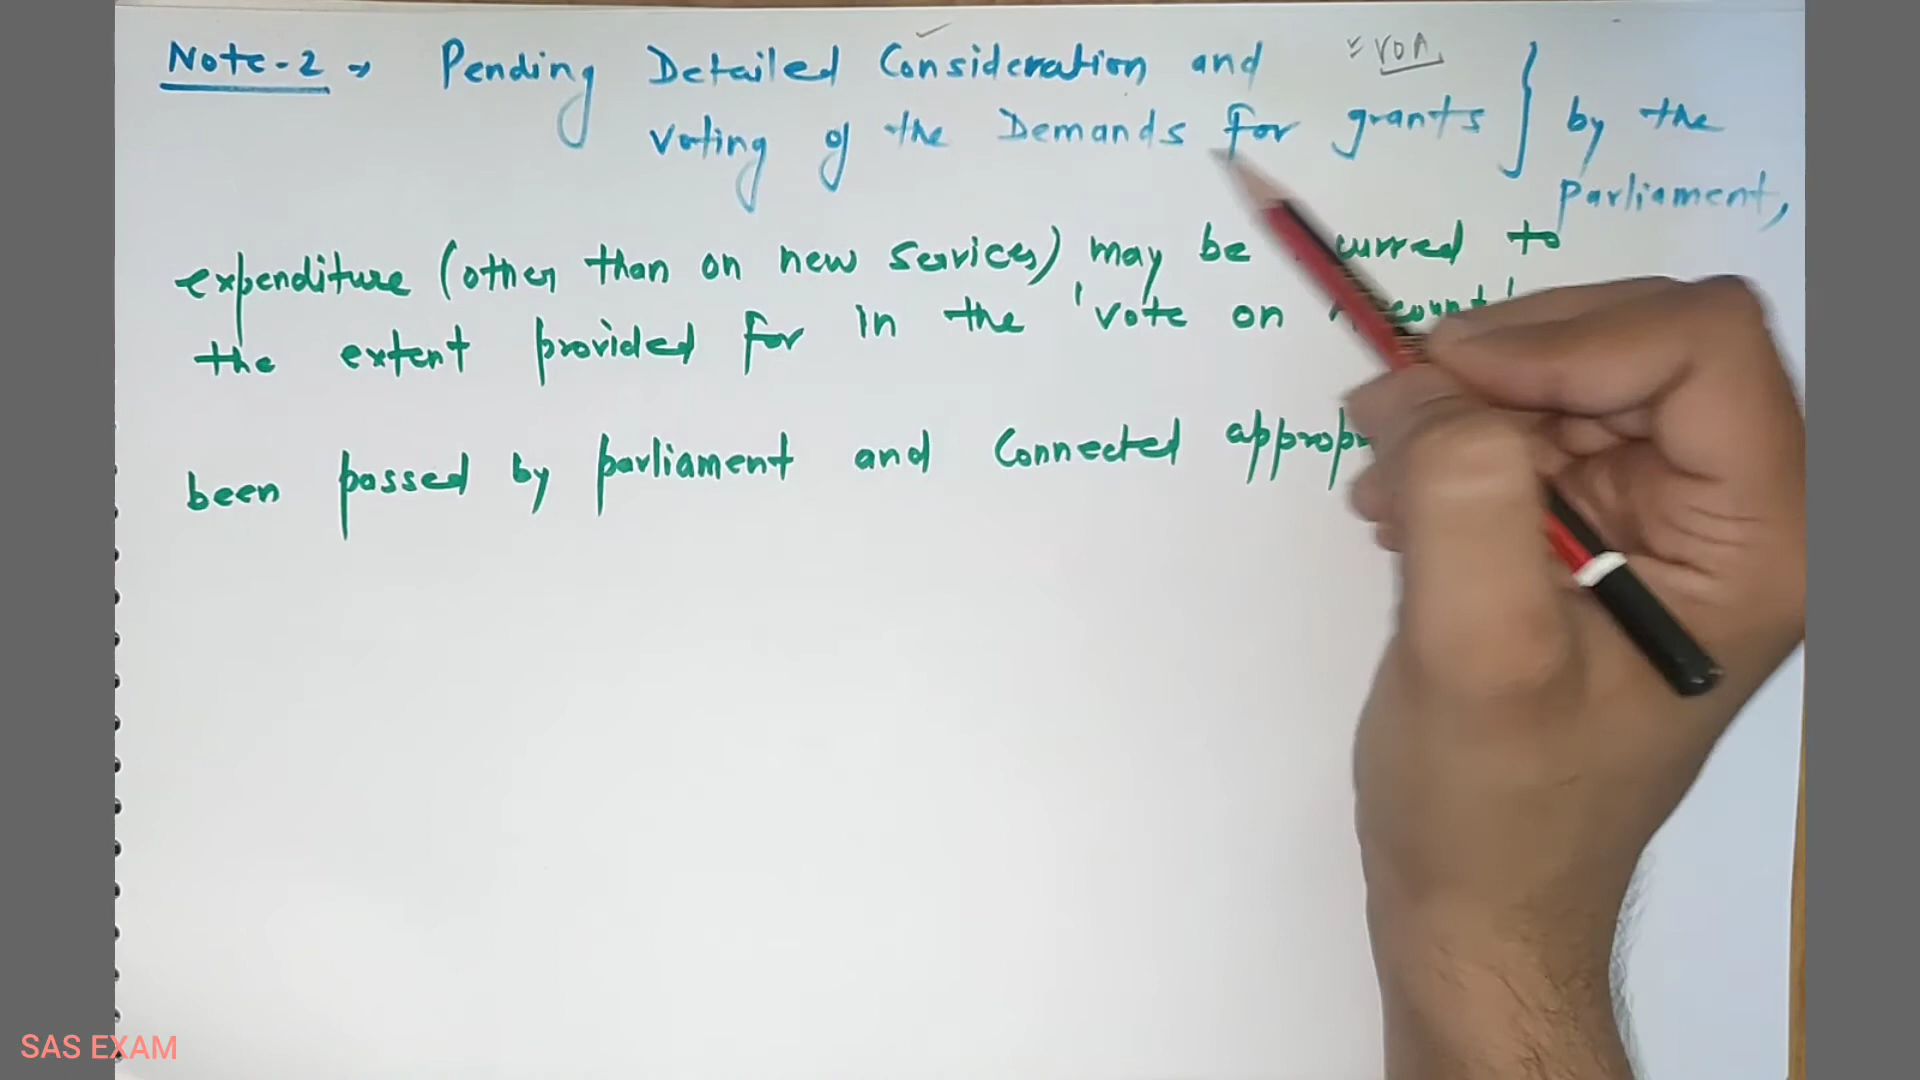 Note-2 → Pending Detailed Consideration and = VOA
Voting of the Demands for grants } by the
Parliament,
expenditure (other than on new services) may be curred to
the extent provided for in the 'vote on
been passed by parliament and Connected approp
SAS EXAM